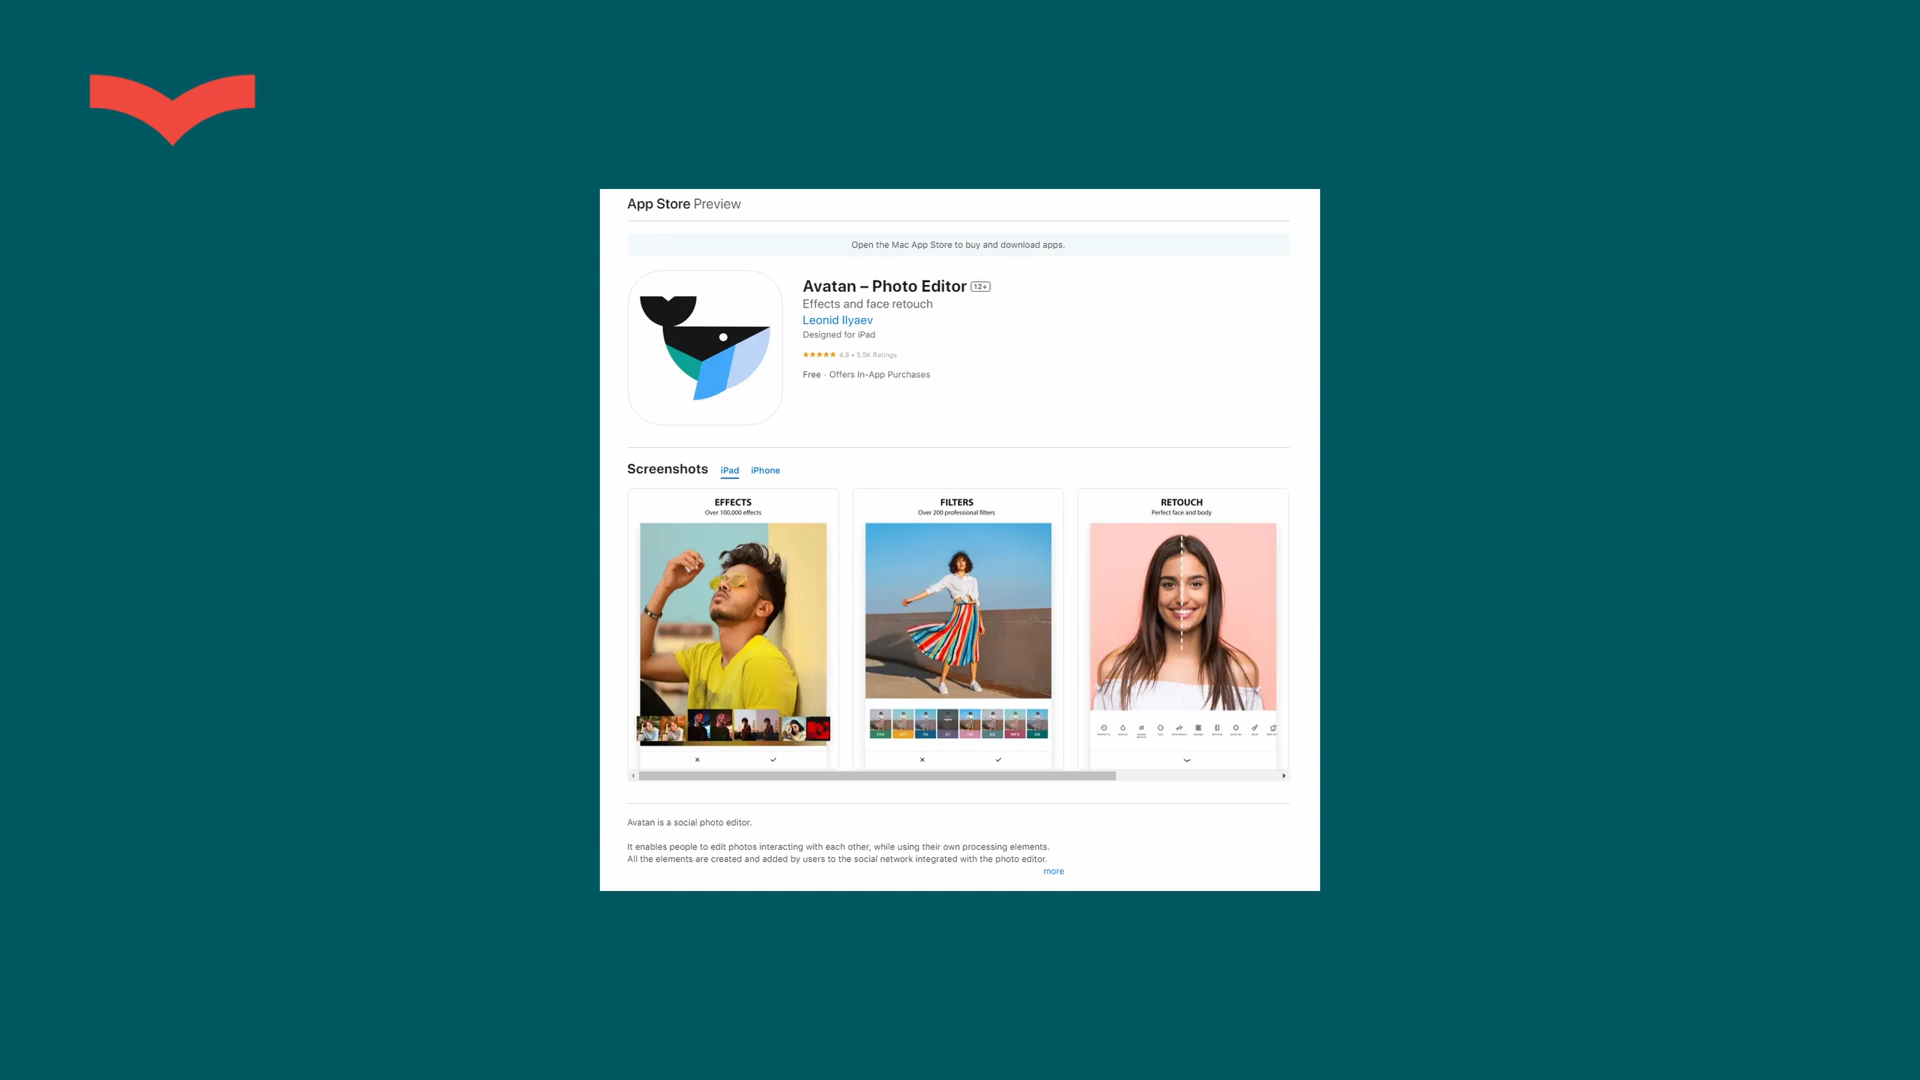 App Store Preview
Open the Mac App Store to buy and download apps.
Avatan – Photo Editor 12+
Effects and face retouch
Leonid Ilyaev
Designed for iPad
★★★★★ 4.8 • 5.5K Ratings
Free · Offers In-App Purchases
Screenshots iPad iPhone
EFFECTS
Over 100,000 effects
FILTERS
Over 200 professional filters
RETOUCH
Perfect face and body
Avatan is a social photo editor.
It enables people to edit photos interacting with each other, while using their own processing elements.
All the elements are created and added by users to the social network integrated with the photo editor.
more